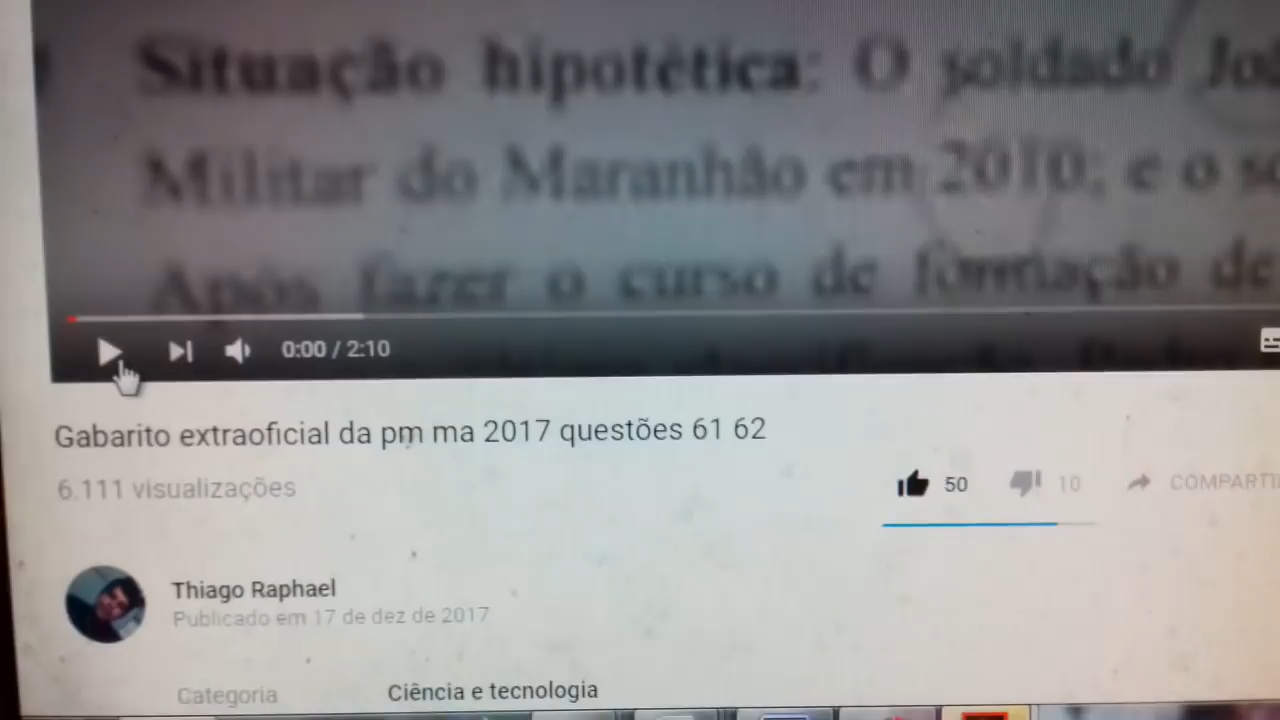 Situação hipotética: O soldado Joã
Militar do Maranhão em 2010; e o so
Após fazer o curso de formação de
0:00 / 2:10
Gabarito extraoficial da pm ma 2017 questões 61 62
6.111 visualizações
50
10
COMPARTI
Thiago Raphael
Publicado em 17 de dez de 2017
Categoria
Ciência e tecnologia